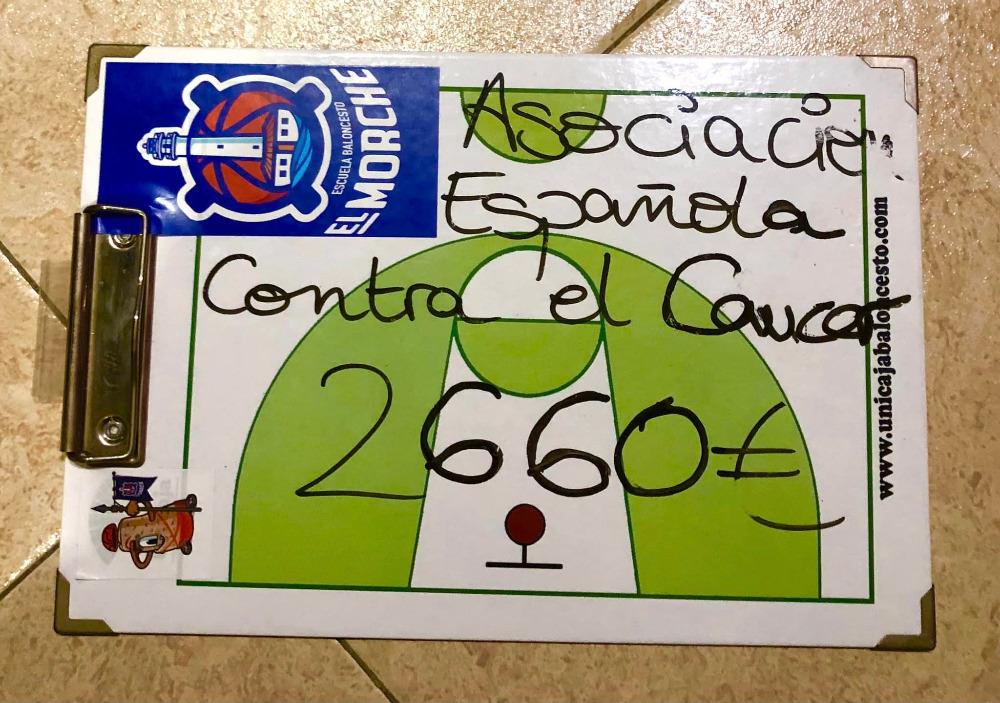 ESCUELA BALONCESTO
EL MORCHE
Asociació
Española
Contra el Cancer
2660€
www.unicajabaloncesto.com